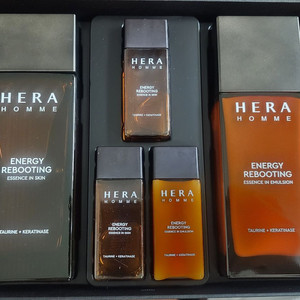 HERA
HOMME
ENERGY
REBOOTING
ESSENCE IN SKIN
TAURINE + KERATINASE
HERA
HOMME
ENERGY
REBOOTING
ESSENCE IN SKIN
TAURINE + KERATINASE
HERA
HOMME
ENERGY
REBOOTING
ESSENCE IN EMULSION
TAURINE + KERATINASE
HERA
HOMME
ENERGY
REBOOTING
ESSENCE IN SKIN
TAURINE + KERATINASE
HERA
HOMME
ENERGY
REBOOTING
ESSENCE IN EMULSION
TAURINE + KERATINASE